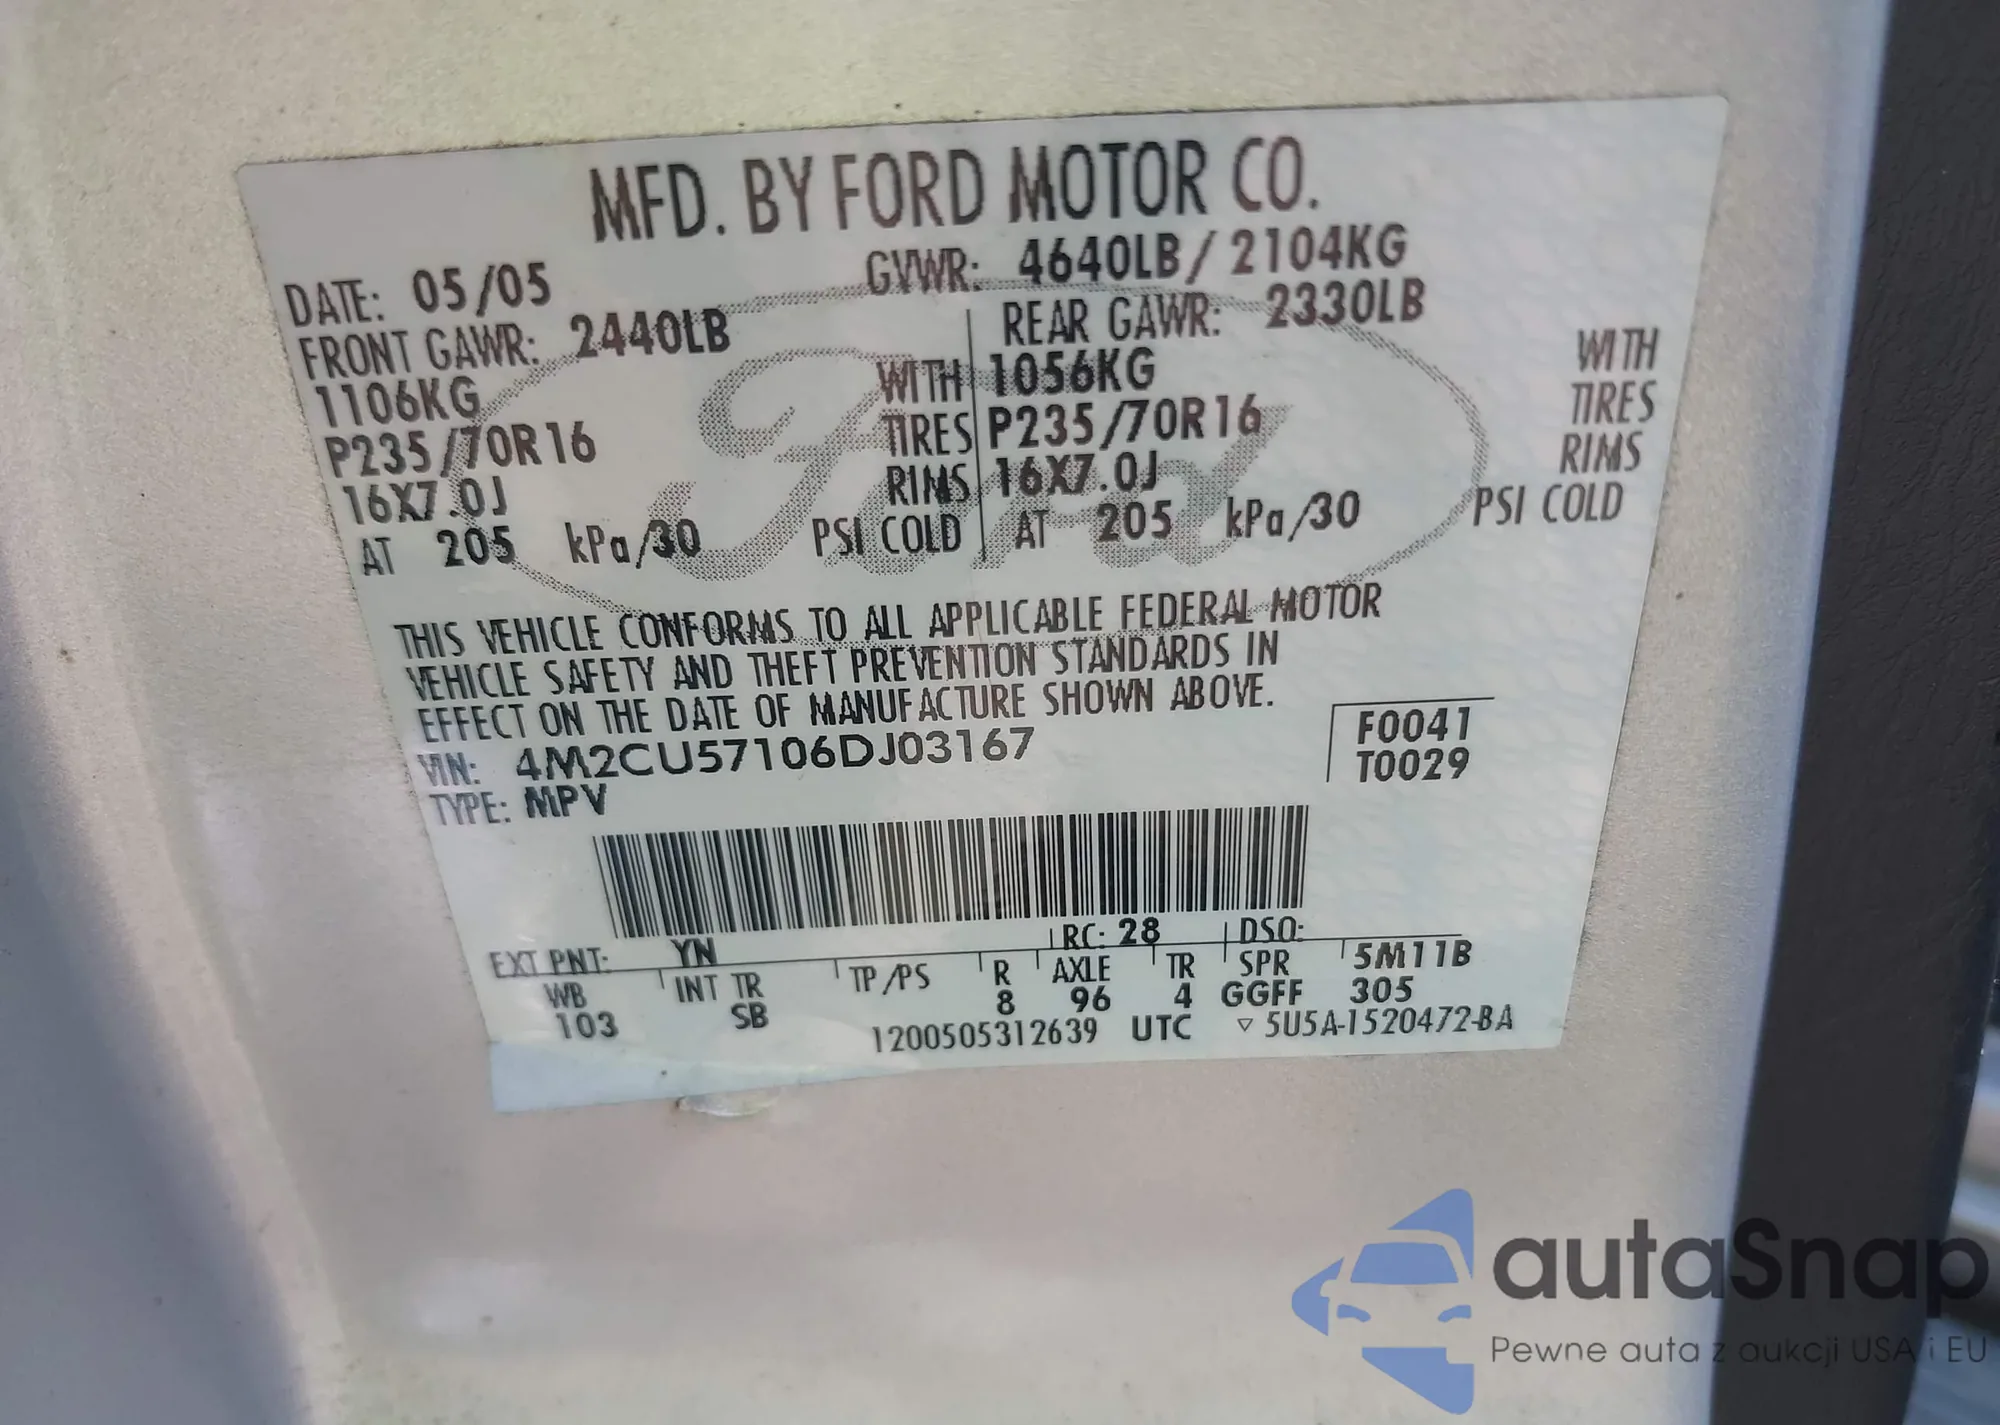 MFD. BY FORD MOTOR CO.
DATE: 05/05 GVWR: 4640LB / 2104KG
FRONT GAWR: 2440LB REAR GAWR: 2330LB
1106KG WITH 1056KG WITH
P235/70R16 TIRES P235/70R16 TIRES
16X7.0J RIMS 16X7.0J RIMS
AT 205 kPa/30 PSI COLD AT 205 kPa/30 PSI COLD
Ford
THIS VEHICLE CONFORMS TO ALL APPLICABLE FEDERAL MOTOR
VEHICLE SAFETY AND THEFT PREVENTION STANDARDS IN
EFFECT ON THE DATE OF MANUFACTURE SHOWN ABOVE.
VIN: 4M2CU57106DJ03167 F0041
TYPE: MPV T0029
EXT PNT: YN RC: 28 DSO:
WB INT TR TP/PS R AXLE TR SPR 5M11B
103 SB 8 96 4 GGFF 305
1200505312639 UTC ▽ 5U5A-1520472-BA
autaSnap
Pewne auta z aukcji USA i EU